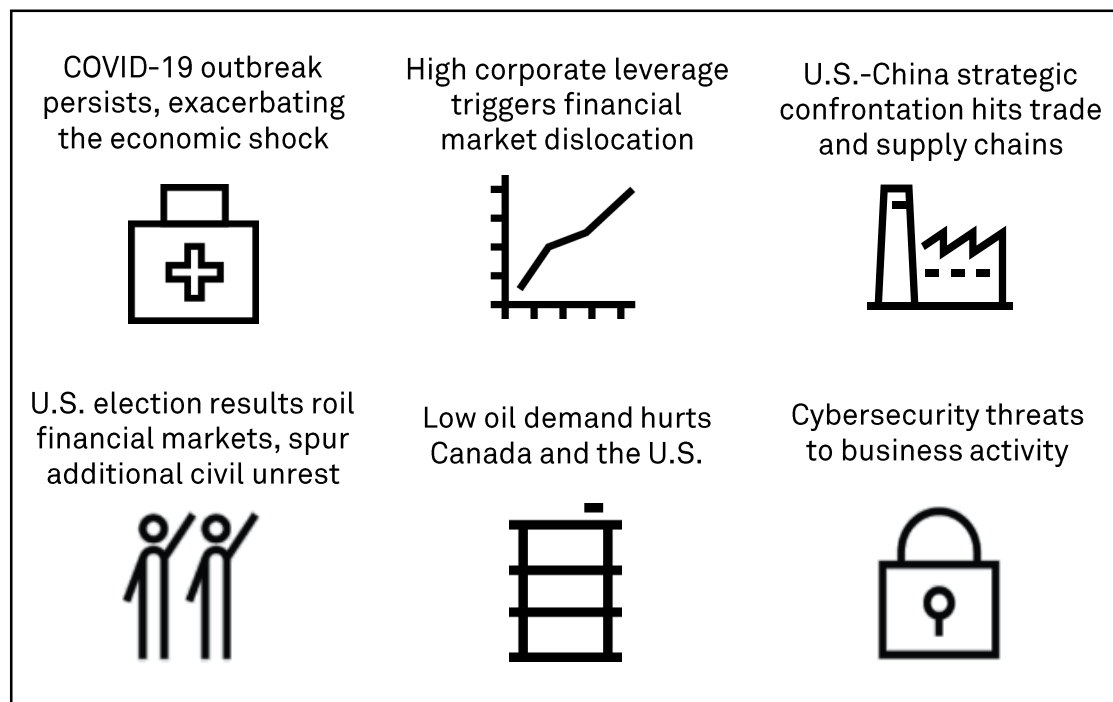 COVID-19 outbreak
persists, exacerbating
the economic shock
High corporate leverage
triggers financial
market dislocation
U.S.-China strategic
confrontation hits trade
and supply chains
U.S. election results roil
financial markets, spur
additional civil unrest
Low oil demand hurts
Canada and the U.S.
Cybersecurity threats
to business activity